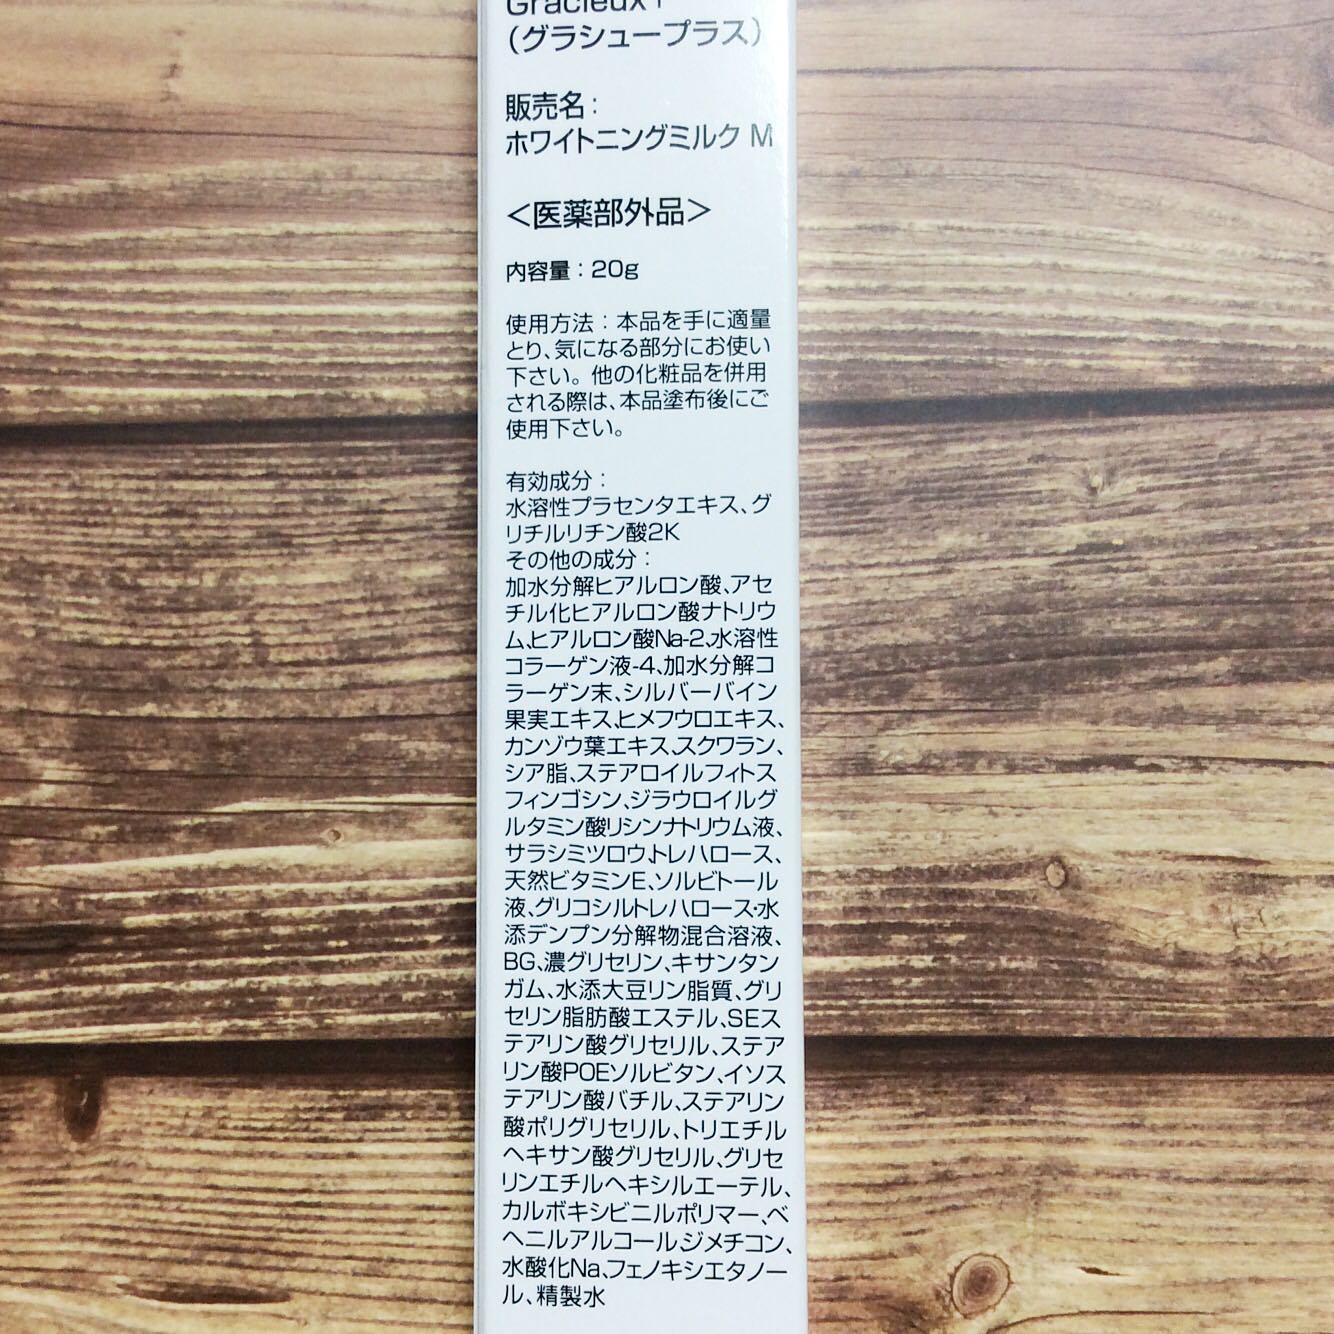 Gracieux+
(グラシュープラス)
販売名:
ホワイトニングミルク M
<医薬部外品>
内容量:20g
使用方法:本品を手に適量
とり、気になる部分にお使い
下さい。他の化粧品を併用
される際は、本品塗布後にご
使用下さい。
有効成分:
水溶性プラセンタエキス、グ
リチルリチン酸2K
その他の成分:
加水分解ヒアルロン酸、アセ
チル化ヒアルロン酸ナトリウ
ム、ヒアルロン酸Na-2、水溶性
コラーゲン液-4、加水分解コ
ラーゲン末、シルバーバイン
果実エキス、ヒメフウロエキス、
カンゾウ葉エキス、スクワラン、
シア脂、ステアロイルフィトス
フィンゴシン、ジラウロイルグ
ルタミン酸リシンナトリウム液、
サラシミツロウ、トレハロース、
天然ビタミンE、ソルビトール
液、グリコシルトレハロース・水
添デンプン分解物混合溶液、
BG、濃グリセリン、キサンタン
ガム、水添大豆リン脂質、グリ
セリン脂肪酸エステル、SEス
テアリン酸グリセリル、ステア
リン酸POEソルビタン、イソス
テアリン酸バチル、ステアリン
酸ポリグリセリル、トリエチル
ヘキサン酸グリセリル、グリセ
リンエチルヘキシルエーテル、
カルボキシビニルポリマー、ベ
ヘニルアルコール、ジメチコン、
水酸化Na、フェノキシエタノー
ル、精製水